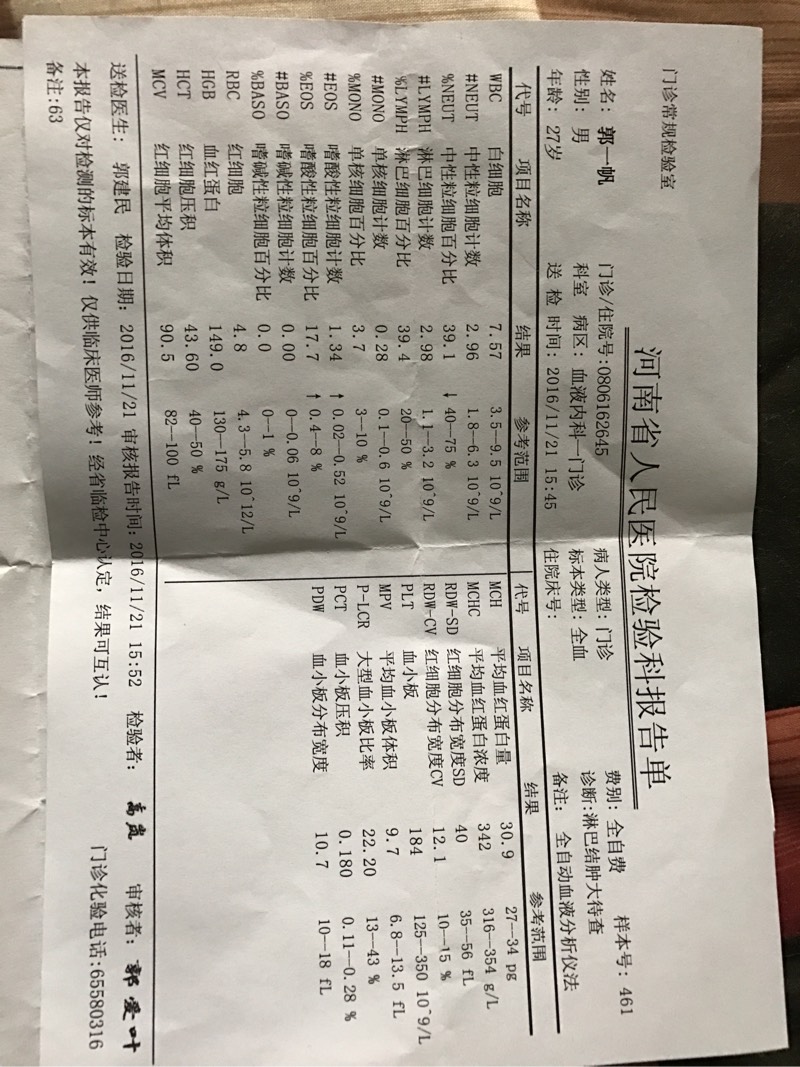 河南省人民医院检验科报告单
门诊常规检验室
样本号: 461
姓名: 郭一帆 门诊/住院号:0806162645 病人类型: 门诊 费别: 全自费
性别: 男 科室 病区: 血液内科一门诊 标本类型: 全血 诊断:淋巴结肿大待查
年龄: 27岁 送 检 时间: 2016/11/21 15:45 住院床号: 备注: 全自动血液分析仪法
代号 项目名称 结果 参考范围 代号 项目名称 结果 参考范围
WBC 白细胞 7.57 3.5—9.5 10^9/L MCH 平均血红蛋白量 30.9 27—34 pg
#NEUT 中性粒细胞计数 2.96 1.8—6.3 10^9/L MCHC 平均血红蛋白浓度 342 316—354 g/L
%NEUT 中性粒细胞百分比 39.1 ↓ 40—75 % RDW-SD 红细胞分布宽度SD 40 35—56 fL
#LYMPH 淋巴细胞计数 2.98 1.1—3.2 10^9/L RDW-CV 红细胞分布宽度CV 12.1 10—15 %
%LYMPH 淋巴细胞百分比 39.4 20—50 % PLT 血小板 184 125—350 10^9/L
#MONO 单核细胞计数 0.28 0.1—0.6 10^9/L MPV 平均血小板体积 9.7 6.8—13.5 fL
%MONO 单核细胞百分比 3.7 3—10 % P-LCR 大型血小板比率 22.20 13—43 %
#EOS 嗜酸性粒细胞计数 1.34 ↑ 0.02—0.52 10^9/L PCT 血小板压积 0.180 0.11—0.28 %
%EOS 嗜酸性粒细胞百分比 17.7 ↑ 0.4—8 % PDW 血小板分布宽度 10.7 10—18 fL
#BASO 嗜碱性粒细胞计数 0.00 0—0.06 10^9/L
%BASO 嗜碱性粒细胞百分比 0.0 0—1 %
RBC 红细胞 4.8 4.3—5.8 10^12/L
HGB 血红蛋白 149.0 130—175 g/L
HCT 红细胞压积 43.60 40—50 %
MCV 红细胞平均体积 90.5 82—100 fL
送检医生: 郭建民 检验日期: 2016/11/21 审核报告时间: 2016/11/21 15:52 检验者: 高岚 审核者: 郭爱叶
本报告仅对检测的标本有效! 仅供临床医师参考! 经省临检中心认定, 结果可互认! 门诊化验电话:65580316
备注:63